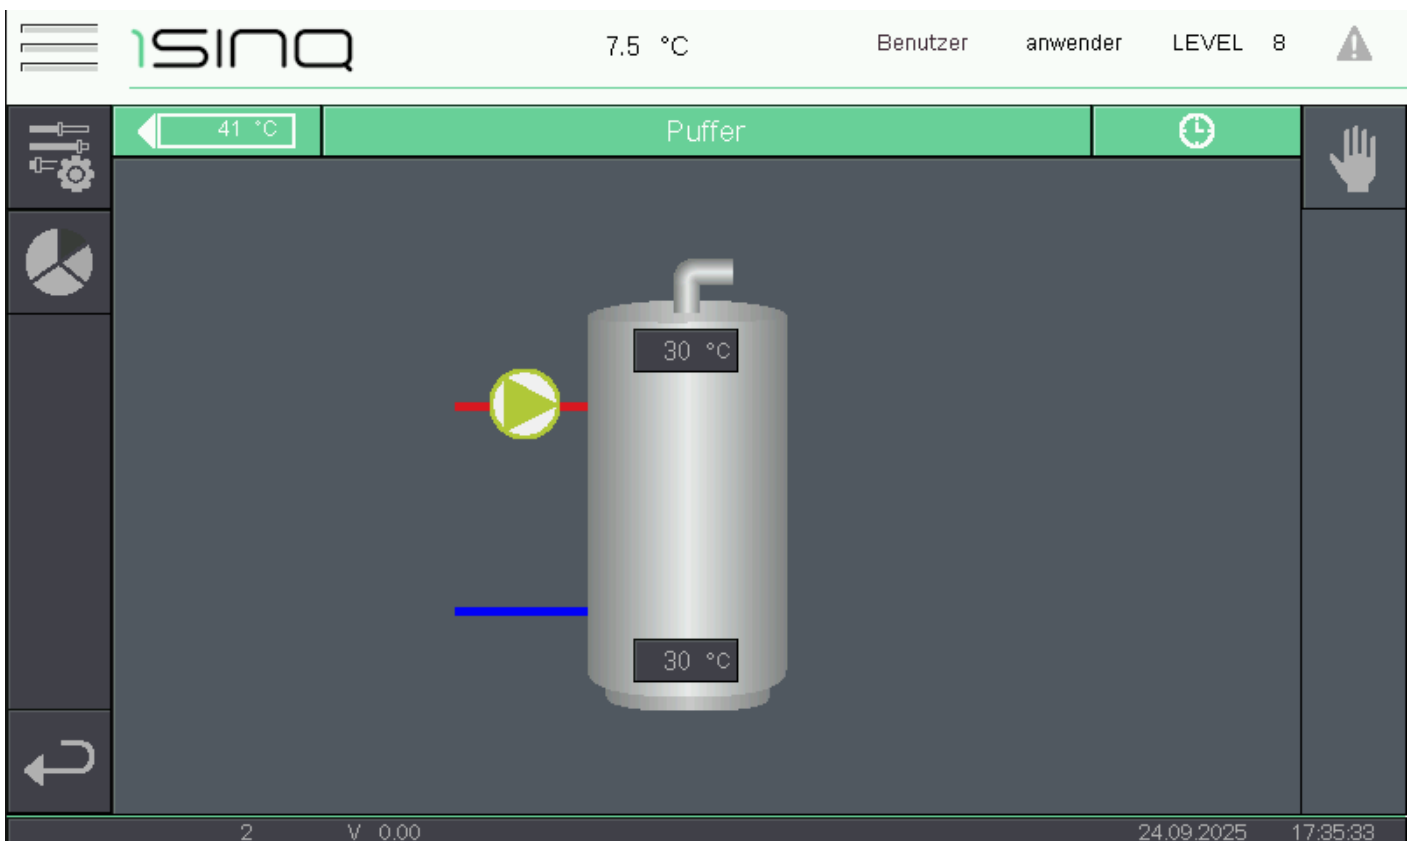 1SINQ 7.5 °C Benutzer anwender LEVEL 8
41 °C Puffer
30 °C
30 °C
2 V 0.00 24.09.2025 17:35:33